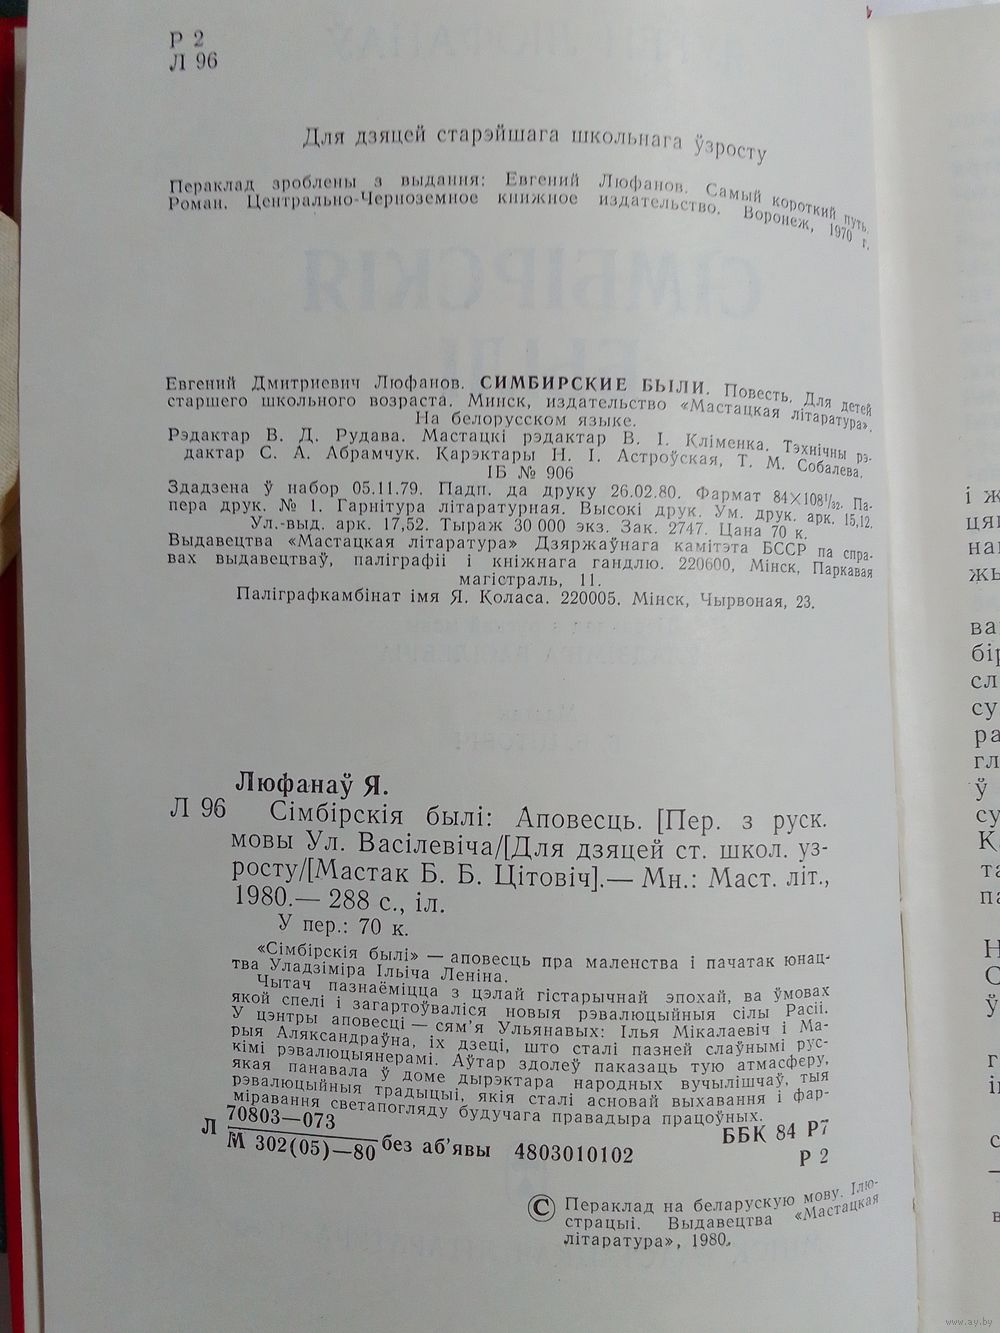 Р 2
Л 96
Для дзяцей старэйшага школьнага ўзросту
Пераклад зроблены з выдання: Евгений Люфанов. Самый короткий путь.
Роман. Центрально-Черноземное книжное издательство. Воронеж, 1970 г.
Евгений Дмитриевич Люфанов. СИМБИРСКИЕ БЫЛИ. Повесть. Для детей
старшего школьного возраста. Минск, издательство «Мастацкая літаратура».
На белорусском языке.
Рэдактар В. Д. Рудава. Мастацкі рэдактар В. І. Кліменка. Тэхнічны рэ-
дактар С. А. Абрамчук. Карэктары Н. І. Астроўская, Т. М. Собалева.
ІБ № 906
Здадзена ў набор 05.11.79. Падп. да друку 26.02.80. Фармат 84×108 1/32. Па-
пера друк. № 1. Гарнітура літаратурная. Высокі друк. Ум. друк. арк. 15,12.
Ул.-выд. арк. 17,52. Тыраж 30 000 экз. Зак. 2747. Цана 70 к.
Выдавецтва «Мастацкая літаратура» Дзяржаўнага камітэта БССР па спра-
вах выдавецтваў, паліграфіі і кніжнага гандлю. 220600, Мінск, Паркавая
магістраль, 11.
Паліграфкамбінат імя Я. Коласа. 220005. Мінск, Чырвоная, 23.
Люфанаў Я.
Л 96 Сімбірскія былі: Аповесць. [Пер. з руск.
мовы Ул. Васілевіча/[Для дзяцей ст. школ. уз-
росту/[Мастак Б. Б. Цітовіч].— Мн.: Маст. літ.,
1980.— 288 с., іл.
У пер.: 70 к.
«Сімбірскія былі» — аповесць пра маленства і пачатак юнац-
тва Уладзіміра Ільіча Леніна.
Чытач пазнаёміцца з цэлай гістарычнай эпохай, ва ўмовах
якой спелі і загартоўваліся новыя рэвалюцыйныя сілы Расіі.
У цэнтры аповесці — сям’я Ульянавых: Ілья Мікалаевіч і Ма-
рыя Аляксандраўна, іх дзеці, што сталі пазней слаўнымі рус-
кімі рэвалюцыянерамі. Аўтар здолеў паказаць тую атмасферу,
якая панавала ў доме дырэктара народных вучылішчаў, тыя
рэвалюцыйныя традыцыі, якія сталі асновай выхавання і фар-
міравання светапогляду будучага правадыра працоўных.
Л 70803—073
М 302(05)—80 без аб’явы 4803010102
ББК 84 Р7
Р 2
© Пераклад на беларускую мову. Ілю-
страцыі. Выдавецтва «Мастацкая
літаратура», 1980.
www.ay.by